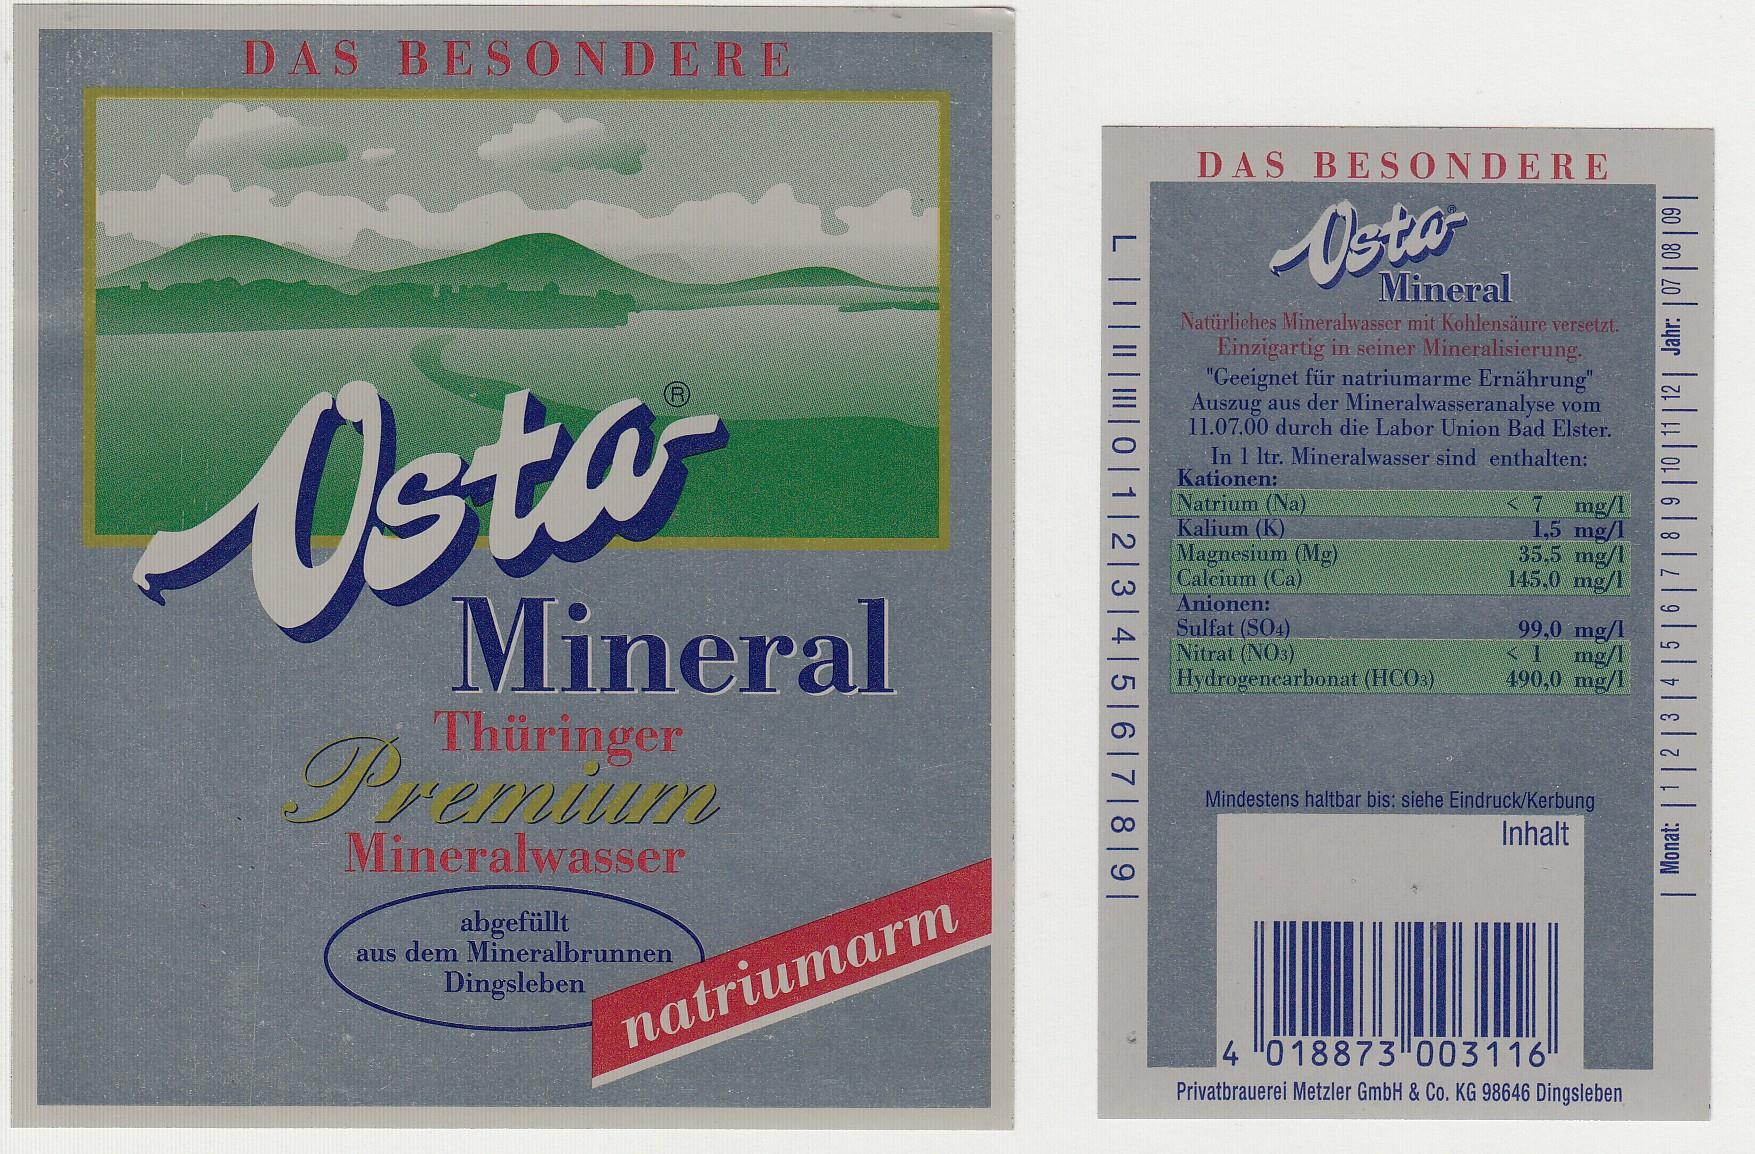 DAS BESONDERE
Osta®
Mineral
Thüringer
Premium
Mineralwasser
abgefüllt
aus dem Mineralbrunnen
Dingsleben
natriumarm
DAS BESONDERE
Osta®
Mineral
Natürliches Mineralwasser mit Kohlensäure versetzt.
Einzigartig in seiner Mineralisierung.
"Geeignet für natriumarme Ernährung"
Auszug aus der Mineralwasseranalyse vom
11.07.00 durch die Labor Union Bad Elster.
In 1 ltr. Mineralwasser sind enthalten:
Kationen:
Natrium (Na) < 7 mg/l
Kalium (K) 1,5 mg/l
Magnesium (Mg) 35,5 mg/l
Calcium (Ca) 145,0 mg/l
Anionen:
Sulfat (SO4) 99,0 mg/l
Nitrat (NO3) < 1 mg/l
Hydrogencarbonat (HCO3) 490,0 mg/l
Mindestens haltbar bis: siehe Eindruck/Kerbung
Inhalt
4 018873 003116
Privatbrauerei Metzler GmbH & Co. KG 98646 Dingsleben
L | I | II | III | 0 | 1 | 2 | 3 | 4 | 5 | 6 | 7 | 8 | 9 |
| Monat: | 1 | 2 | 3 | 4 | 5 | 6 | 7 | 8 | 9 | 10 | 11 | 12 | Jahr: | 07 | 08 | 09 |